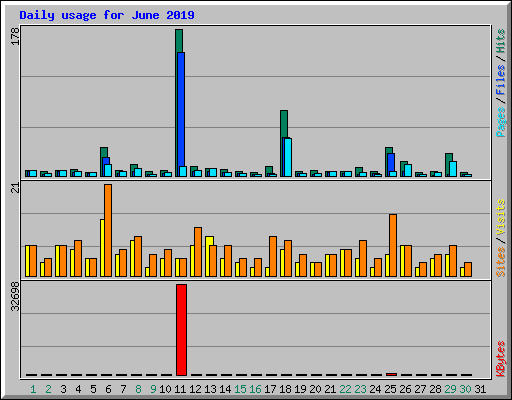 Daily usage for June 2019
178
21
32698
Pages / Files / Hits
Sites / Visits
KBytes
1 2 3 4 5 6 7 8 9 10 11 12 13 14 15 16 17 18 19 20 21 22 23 24 25 26 27 28 29 30 31